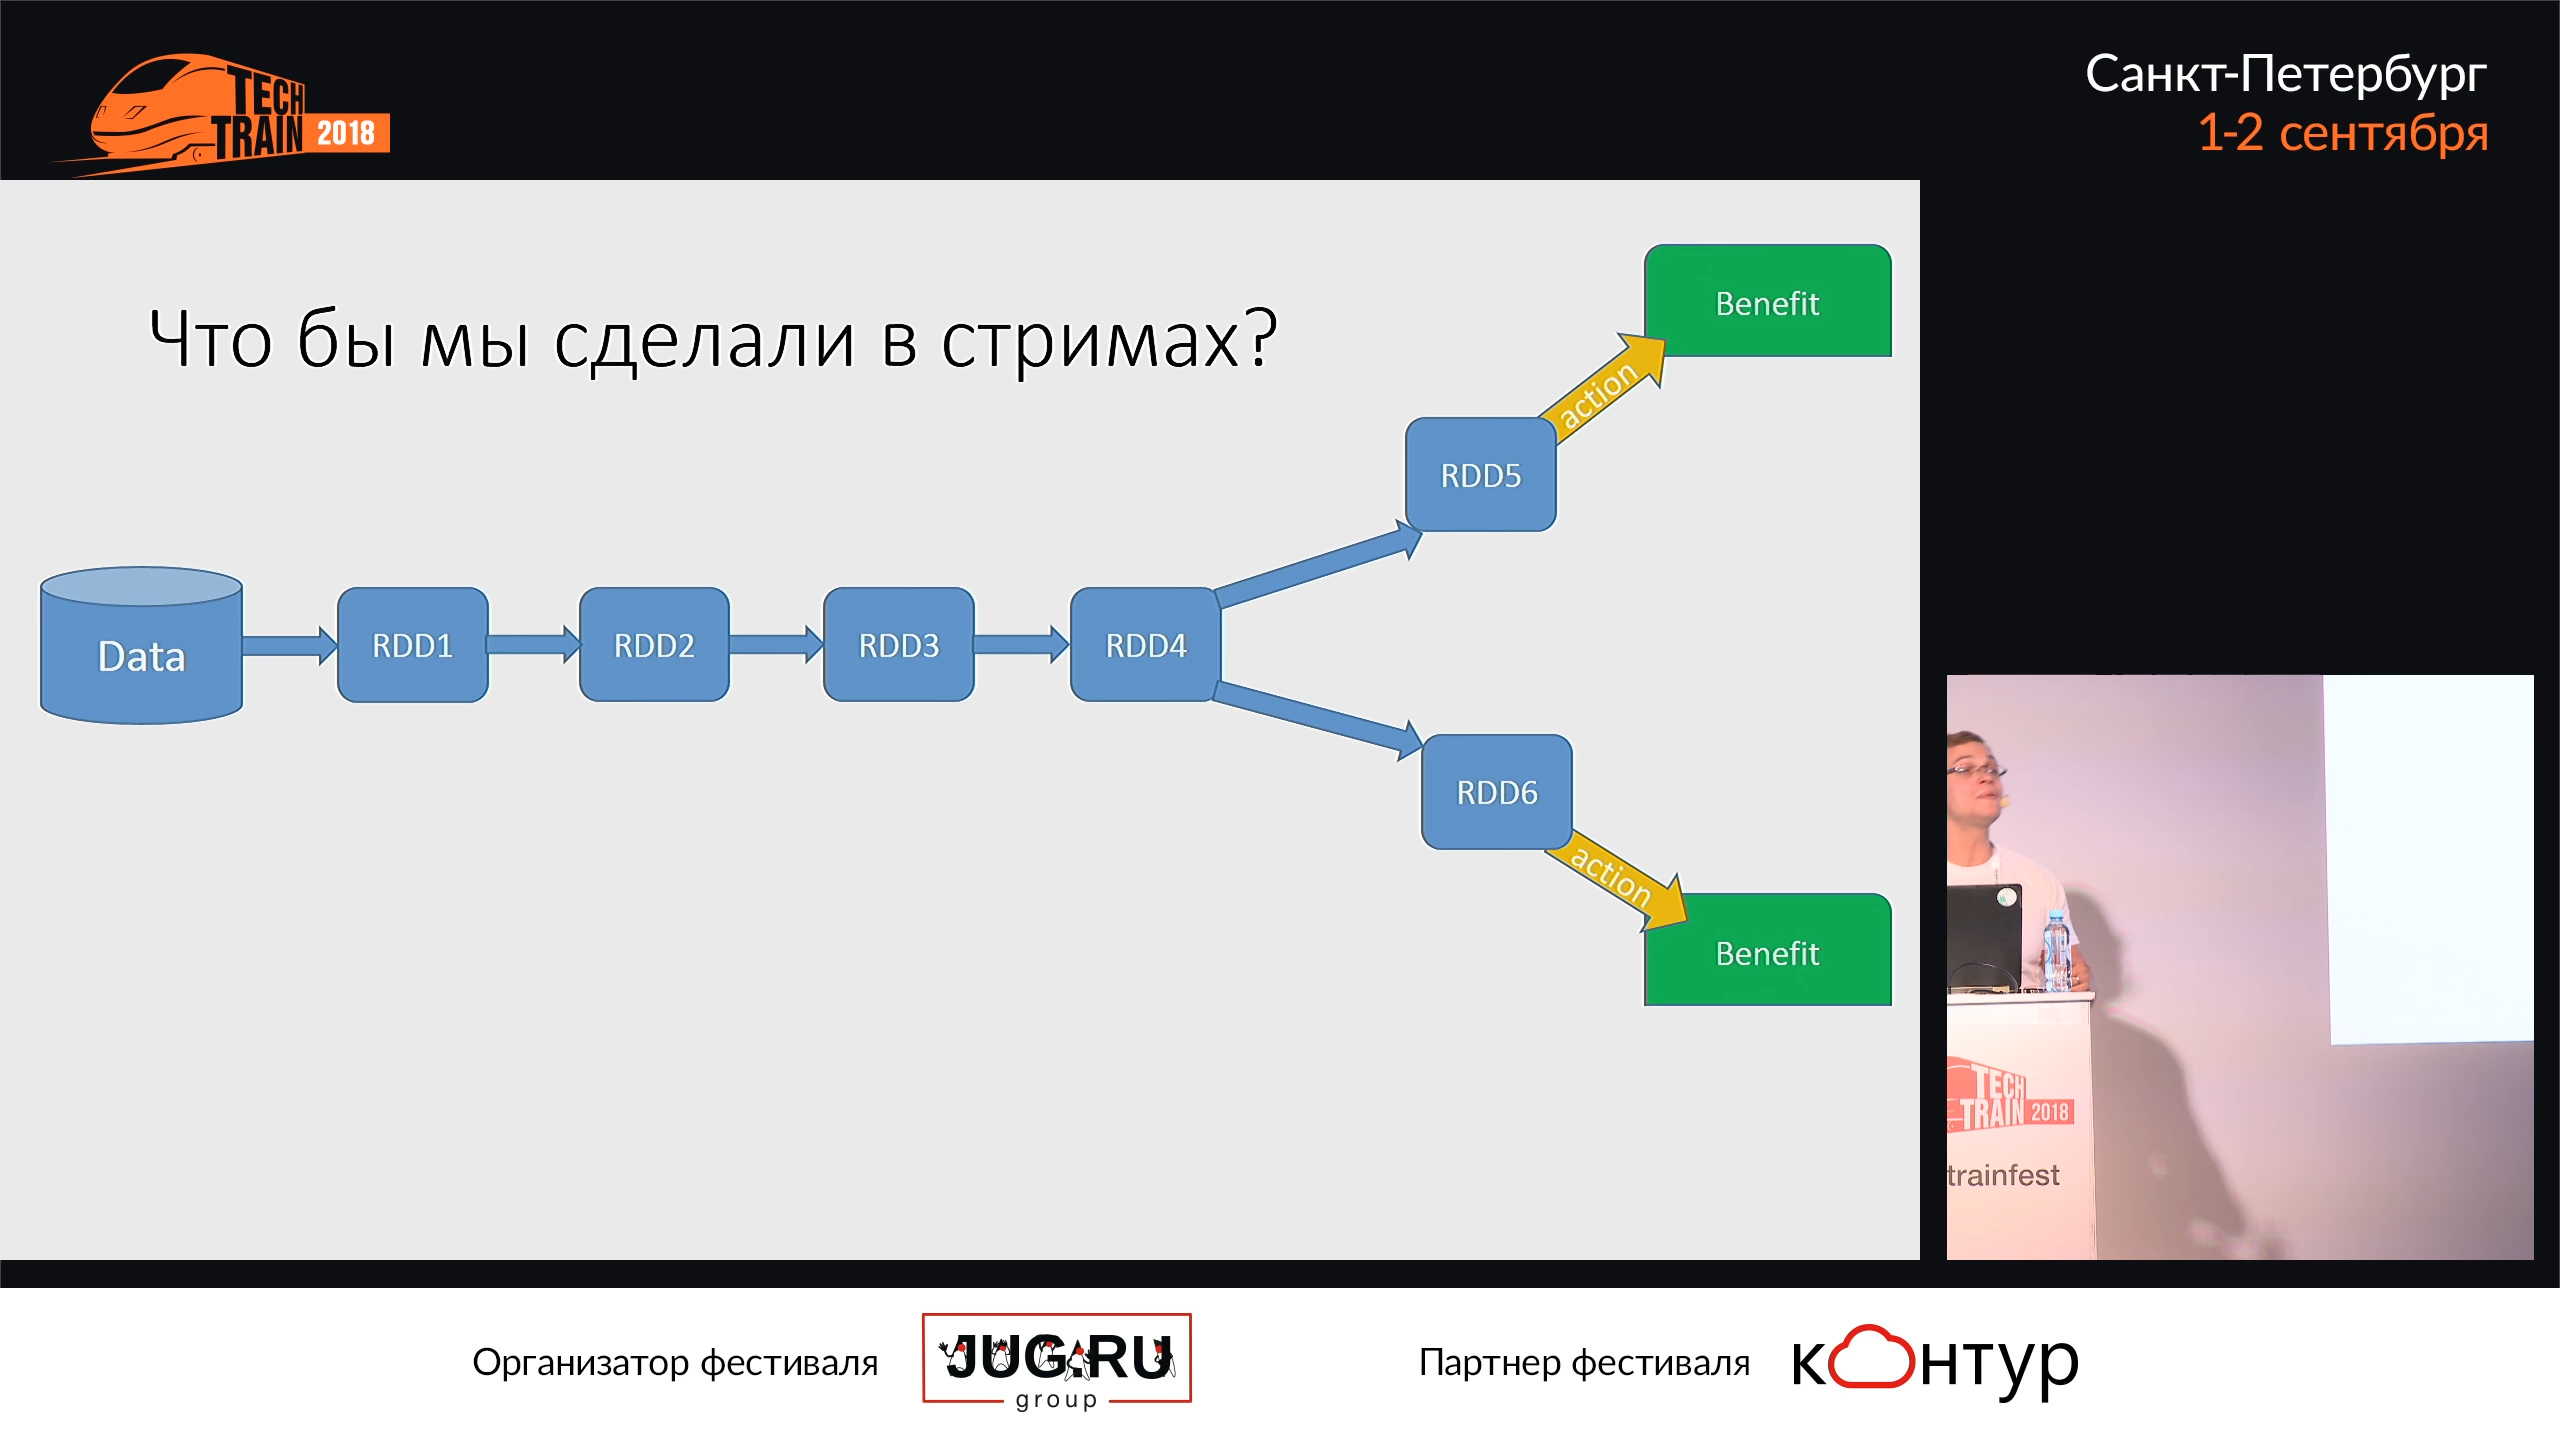 TECH
TRAIN 2018
Санкт-Петербург
1-2 сентября
Что бы мы сделали в стримах?
Benefit
action
RDD5
Data
RDD1
RDD2
RDD3
RDD4
RDD6
action
Benefit
TECH
TRAIN 2018
trainfest
Организатор фестиваля
JUG.RU
group
Партнер фестиваля
контур